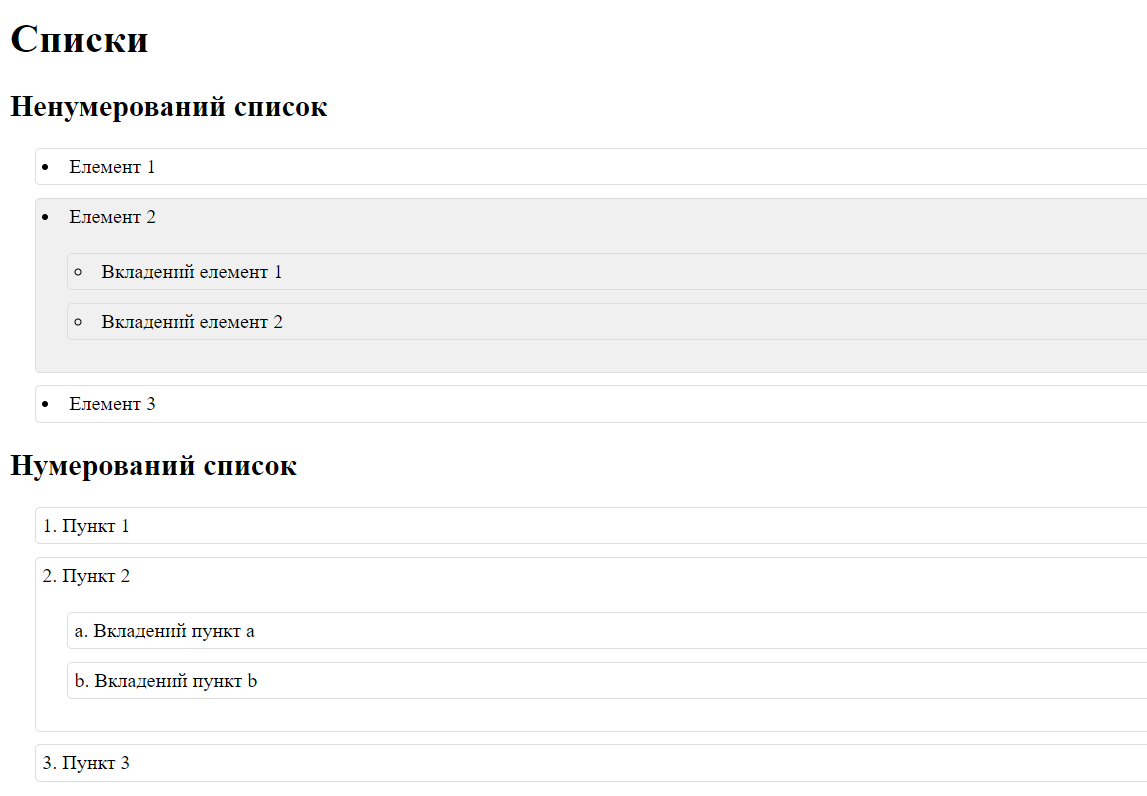 Списки
Ненумерований список
• Елемент 1
• Елемент 2
◦ Вкладений елемент 1
◦ Вкладений елемент 2
• Елемент 3
Нумерований список
1. Пункт 1
2. Пункт 2
a. Вкладений пункт a
b. Вкладений пункт b
3. Пункт 3